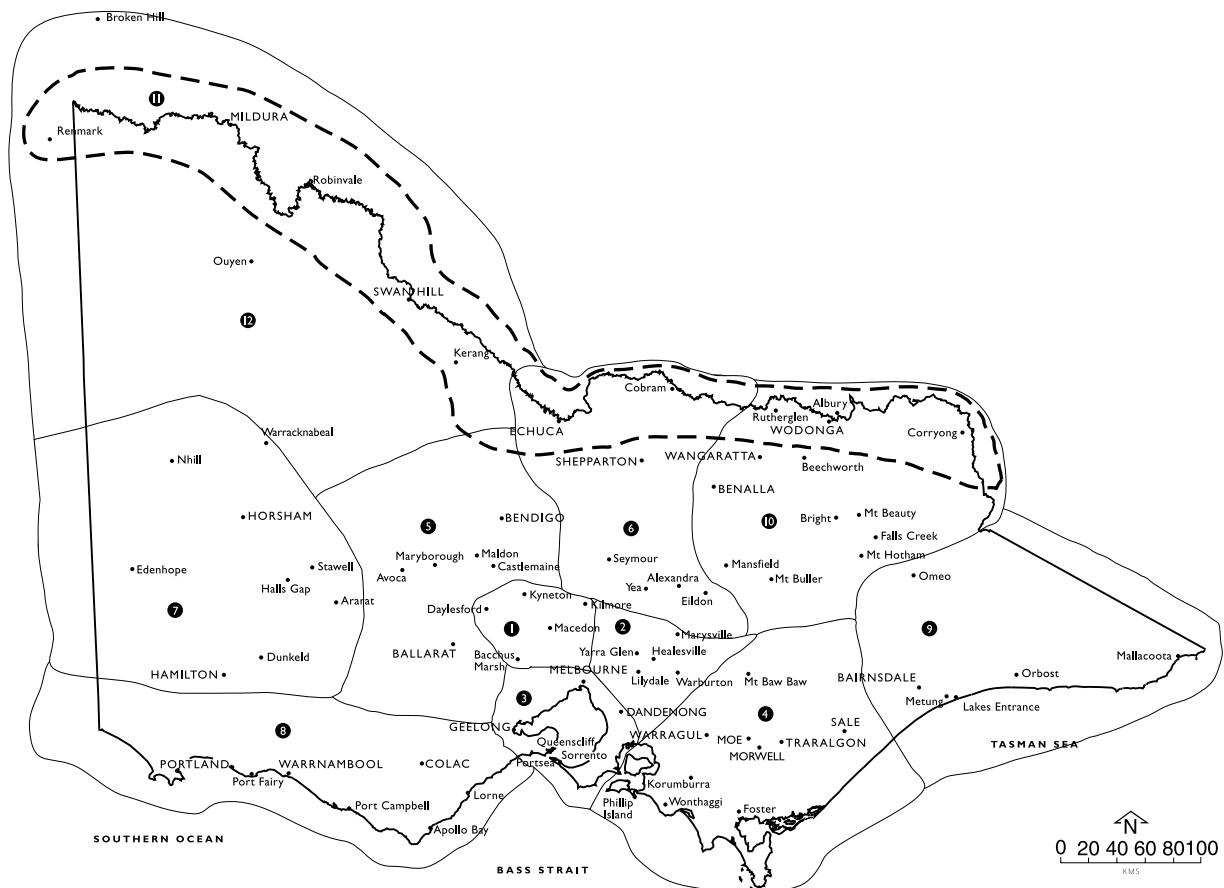 Broken Hill
11
Renmark
MILDURA
Robinvale
Ouyen
SWAN HILL
12
Kerang
Cobram
Albury
Rutherglen
WODONGA
ECHUCA
Corryong
Warracknabeal
Nhill
SHEPPARTON
WANGARATTA
Beechworth
BENALLA
HORSHAM
5
BENDIGO
6
10
Bright
Mt Beauty
Falls Creek
Maryborough
Maldon
Castlemaine
Avoca
Seymour
Mansfield
Mt Hotham
Edenhope
Stawell
Halls Gap
Ararat
Alexandra
Yea
Eildon
Mt Buller
Omeo
7
Daylesford
Kyneton
Kilmore
1
Macedon
2
Marysville
9
BALLARAT
Bacchus
Marsh
Yarra Glen
Healesville
Dunkeld
HAMILTON
MELBOURNE
Lilydale
Warburton
Mt Baw Baw
BAIRNSDALE
Orbost
Mallacoota
3
DANDENONG
4
Metung
Lakes Entrance
8
GEELONG
WARRAGUL
SALE
MOE
TRARALGON
MORWELL
TASMAN SEA
Queenscliff
Sorrento
Portsea
PORTLAND
Port Fairy
WARRNAMBOOL
COLAC
Korumburra
Phillip
Island
Wonthaggi
Foster
Port Campbell
Lorne
Apollo Bay
SOUTHERN OCEAN
BASS STRAIT
N
0 20 40 60 80 100
KMS